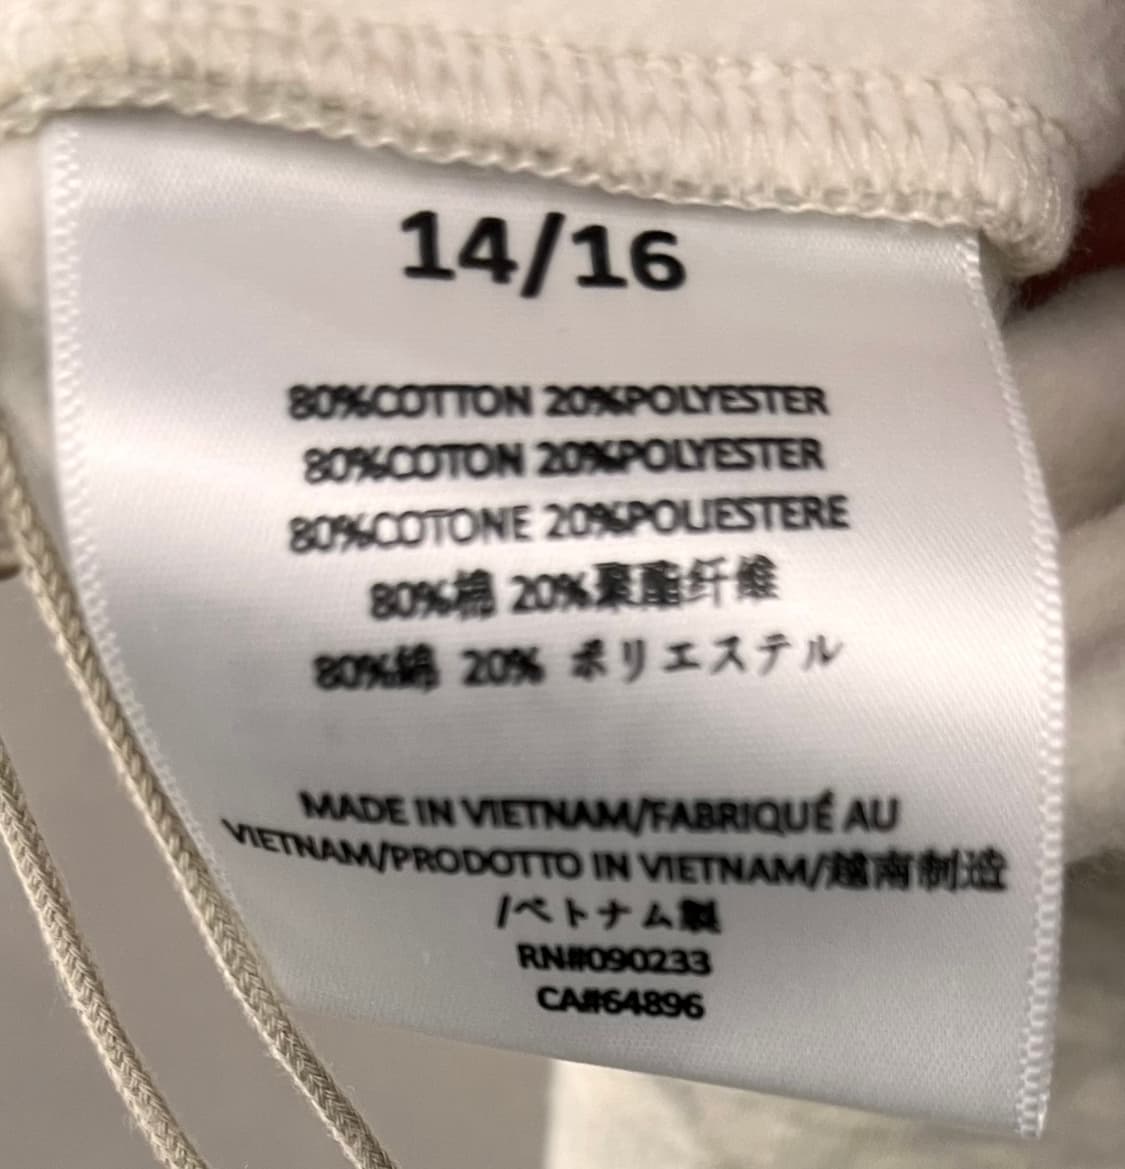 14/16
80%COTTON 20%POLYESTER
80%COTON 20%POLYESTER
80%COTONE 20%POLIESTERE
80%棉 20%聚酯纤维
80%綿 20% ポリエステル
MADE IN VIETNAM/FABRIQUÉ AU
VIETNAM/PRODOTTO IN VIETNAM/越南制造
/ベトナム製
RN#090233
CA#64896